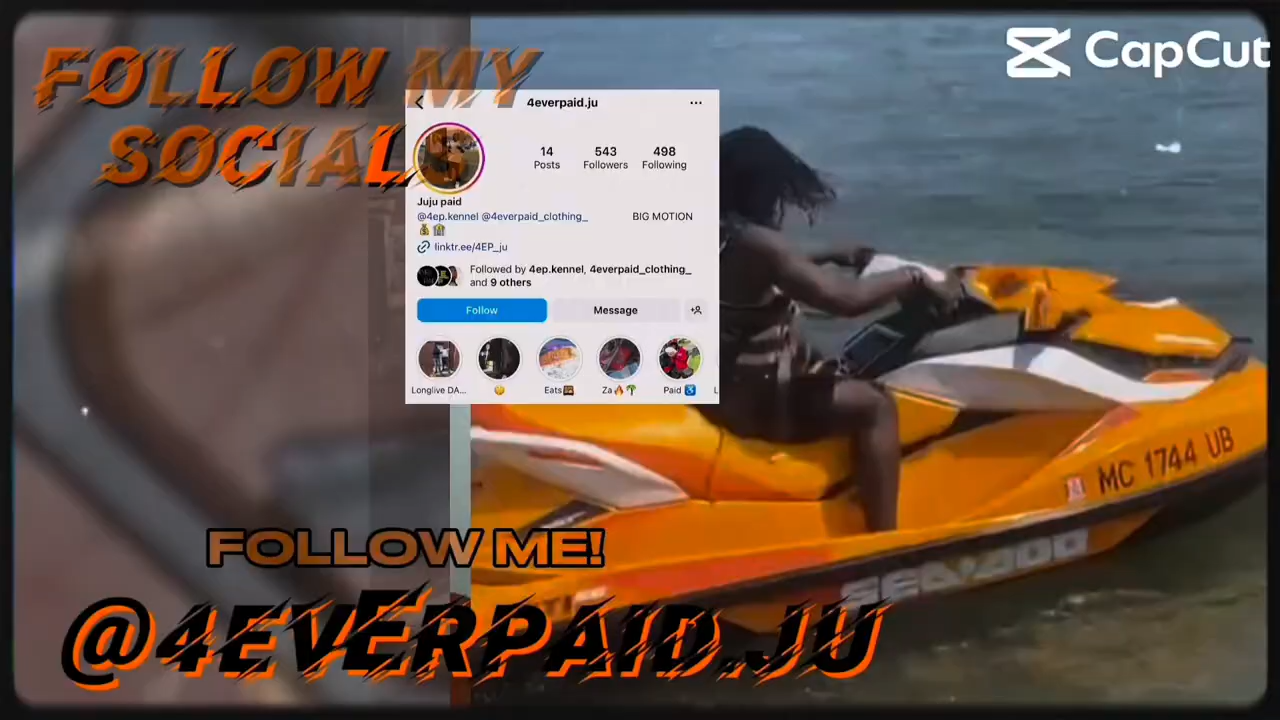 FOLLOW MY
SOCIAL
CapCut
4everpaid.ju
14
543
498
Posts
Followers
Following
Juju paid
@4ep.kennel @4everpaid_clothing_
BIG MOTION
linktr.ee/4EP_ju
Followed by 4ep.kennel, 4everpaid_clothing_
and 9 others
Follow
Message
Longlive DA...
Eats
Za
Paid
L
MC 1744 UB
SEA-DOO
FOLLOW ME!
@4EVERPAID.JU